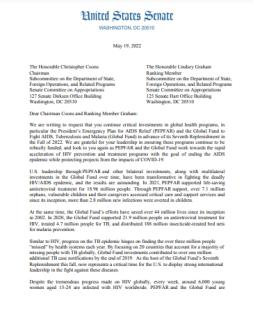 United States Senate
WASHINGTON, DC 20510
May 19, 2022
The Honorable Christopher Coons
Chairman
Subcommittee on the Department of State,
Foreign Operations, and Related Programs
Senate Committee on Appropriations
127 Senate Dirksen Office Building
Washington, DC 20510
The Honorable Lindsey Graham
Ranking Member
Subcommittee on the Department of State,
Foreign Operations, and Related Programs
Senate Committee on Appropriations
125 Senate Hart Office Building
Washington, DC 20510
Dear Chairman Coons and Ranking Member Graham:
We are writing to request that you continue critical investments in global health programs, in
particular the President's Emergency Plan for AIDS Relief (PEPFAR) and the Global Fund to
Fight AIDS, Tuberculosis and Malaria (Global Fund) in advance of its Seventh Replenishment in
the Fall of 2022. We are grateful for your leadership in ensuring these programs continue to be
robustly funded, and look to you again as PEPFAR and the Global Fund work towards the rapid
acceleration of HIV prevention and treatment programs with the goal of ending the AIDS epidemic
while protecting projects from the impacts of COVID-19.
U.S. leadership through PEPFAR and other bilateral investments, along with multilateral
investments in the Global Fund, have been transformative in fighting the deadly
HIV/AIDS epidemic, and the results are astounding. In 2021, PEPFAR supported life-saving
antiretroviral treatment for 18.96 million people. Through PEPFAR support, over 7.1 million
orphans, vulnerable children and their caregivers accessed critical care and support services and
since its inception, more than 2.8 million new infections were averted in children.
At the same time, the Global Fund's efforts have saved over 44 million lives since its inception
in 2002. In 2020, the Global Fund supported 21.9 million people on antiretroviral treatment for
HIV, treated 4.7 million people for TB, and distributed 188 million insecticide-treated bed nets
for malaria prevention.
Similar to HIV, progress on the TB epidemic hinges on finding the over three million people
"missed" by health systems each year. By focusing on 20 countries that account for a majority of
missing people with TB globally, Global Fund investments contributed to over one million
additional TB case notifications by the end of 2019. As the host of the Global Fund's Seventh
Replenishment this fall, now represents a critical time for the U.S. to display strong international
leadership in the fight against these diseases.
Despite the tremendous progress made on HIV globally, every week, around 6,000 young
women aged 15-24 are infected with HIV worldwide. PEPFAR and the Global Fund are